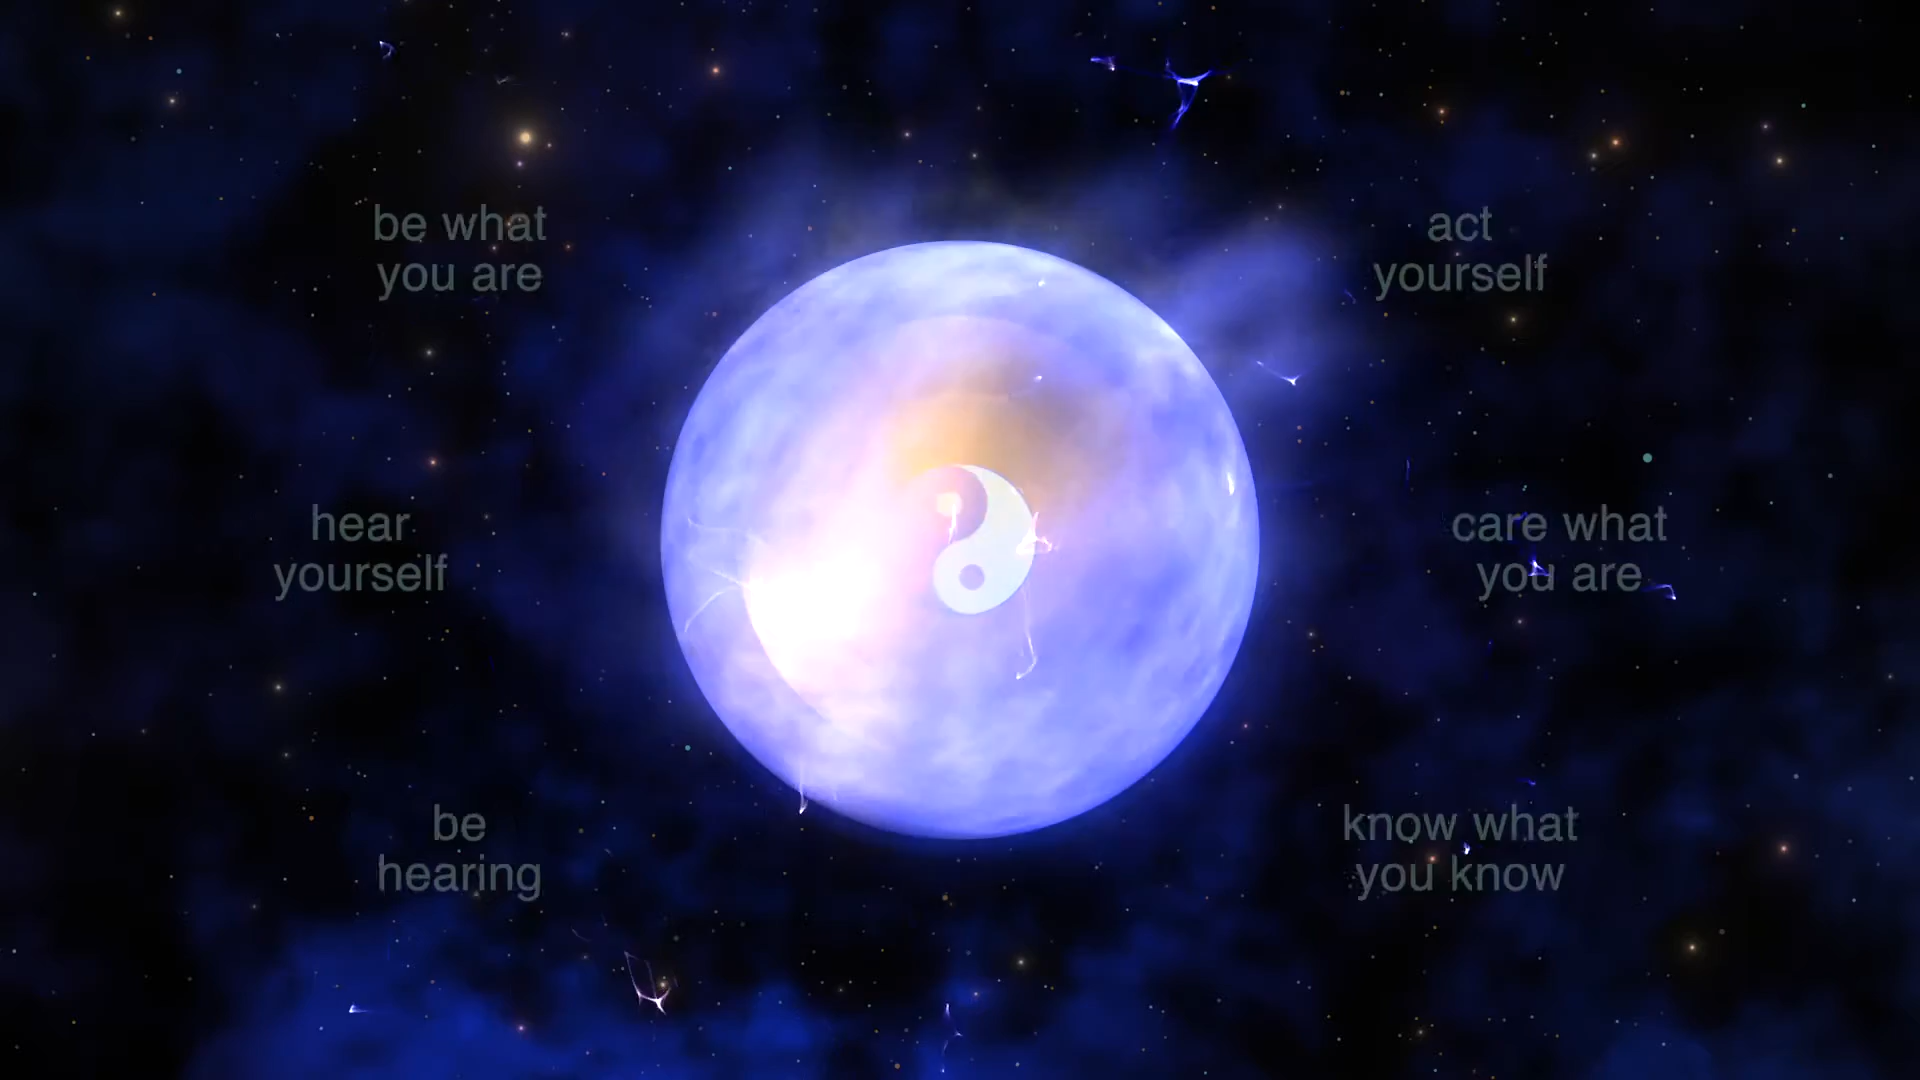 be what
you are
act
yourself
hear
yourself
care what
you are
be
hearing
know what
you know